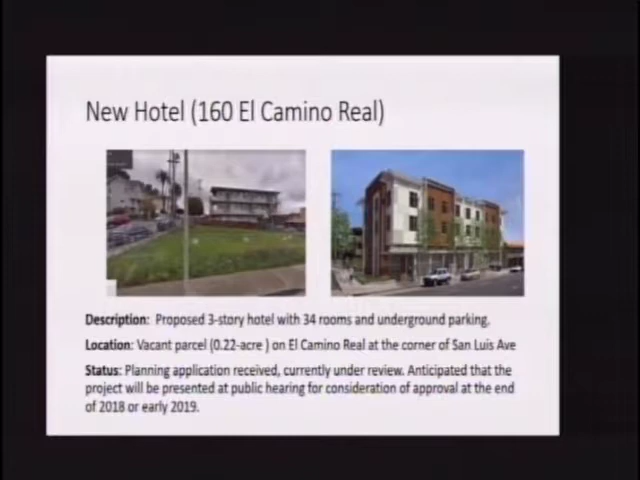 New Hotel (160 El Camino Real)
Description: Proposed 3-story hotel with 34 rooms and underground parking.
Location: Vacant parcel (0.22-acre ) on El Camino Real at the corner of San Luis Ave
Status: Planning application received, currently under review. Anticipated that the
project will be presented at public hearing for consideration of approval at the end
of 2018 or early 2019.